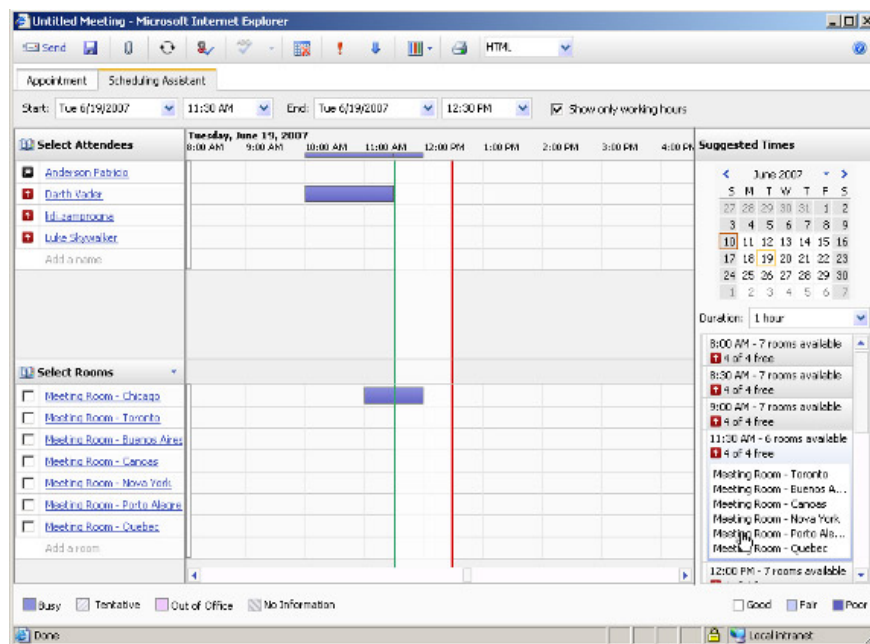 Untitled Meeting - Microsoft Internet Explorer
Send HTML
Appointment Scheduling Assistant
Start: Tue 6/19/2007 11:30 AM End: Tue 6/19/2007 12:30 PM Show only working hours
Select Attendees
Tuesday, June 19, 2007
8:00 AM 9:00 AM 10:00 AM 11:00 AM 12:00 PM 1:00 PM 2:00 PM 3:00 PM 4:00 PM
Anderson Patricio
Darth Vader
Luke Skywalker
Add a name
Select Rooms
Meeting Room - Chicago
Meeting Room - Toronto
Meeting Room - Buenos Aires
Meeting Room - Canoas
Meeting Room - Nova York
Meeting Room - Porto Alegre
Meeting Room - Quebec
Add a room
Suggested Times
June 2007
S M T W T F S
27 28 29 30 31 1 2
3 4 5 6 7 8 9
10 11 12 13 14 15 16
17 18 19 20 21 22 23
24 25 26 27 28 29 30
1 2 3 4 5 6 7
Duration: 1 hour
8:00 AM - 7 rooms available
4 of 4 free
8:30 AM - 7 rooms available
4 of 4 free
9:00 AM - 7 rooms available
4 of 4 free
11:30 AM - 6 rooms available
4 of 4 free
Meeting Room - Toronto
Meeting Room - Buenos A...
Meeting Room - Canoas
Meeting Room - Nova York
Meeting Room - Porto Ale...
Meeting Room - Quebec
12:00 PM - 7 rooms available
Busy Tentative Out of Office No Information
Good Fair Poor
Done Local intranet